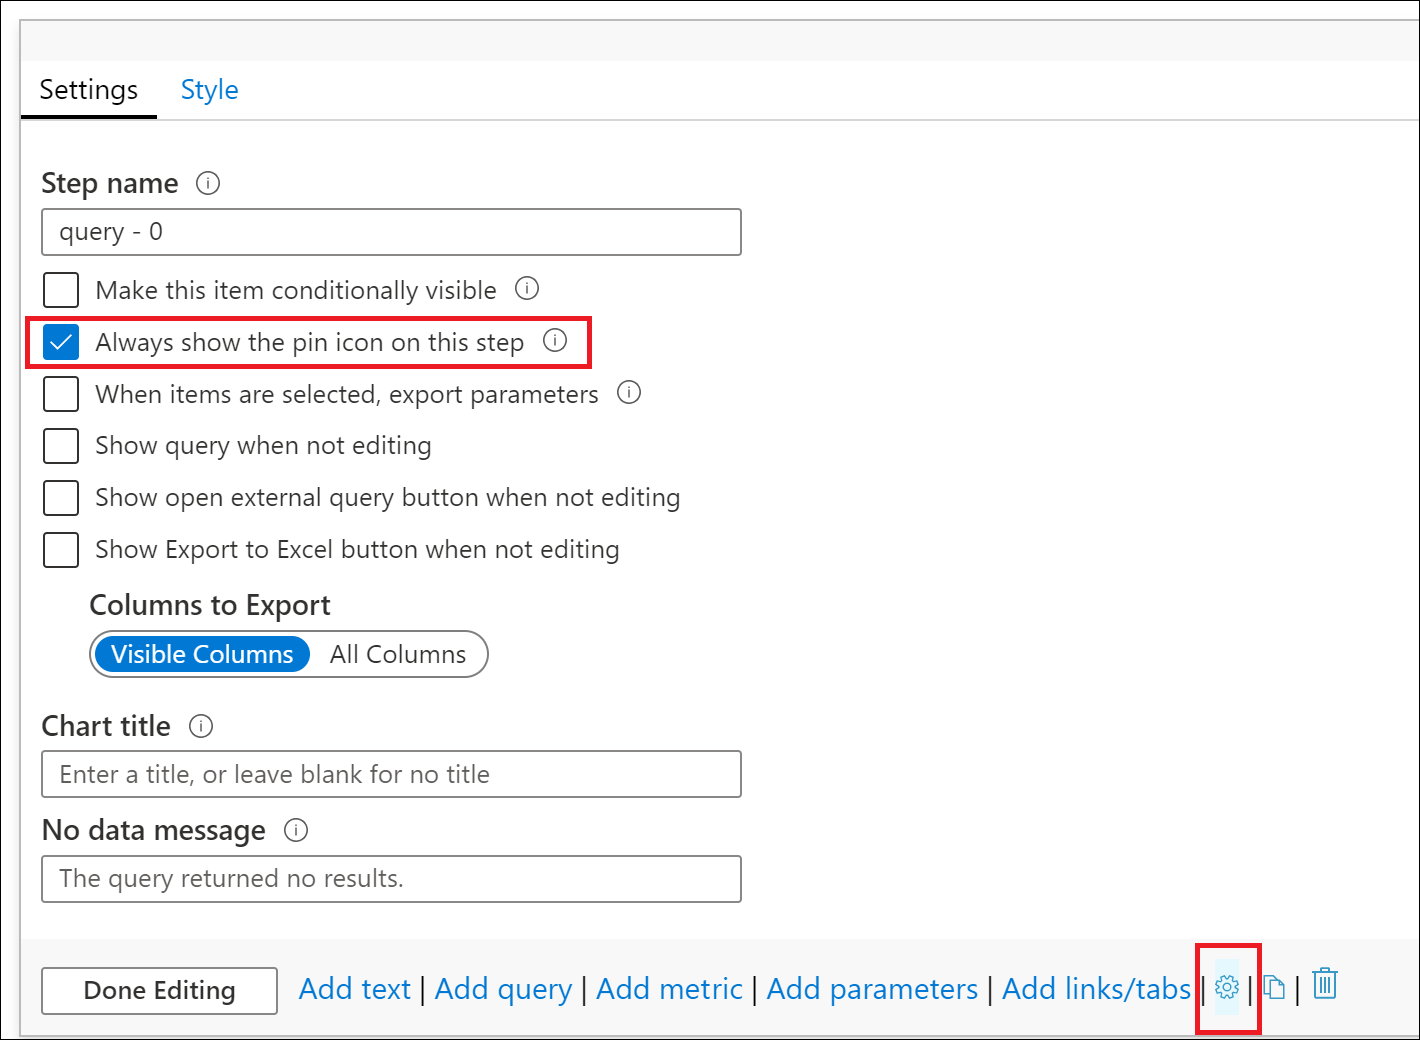 Settings Style
Step name
query - 0
Make this item conditionally visible
Always show the pin icon on this step
When items are selected, export parameters
Show query when not editing
Show open external query button when not editing
Show Export to Excel button when not editing
Columns to Export
Visible Columns All Columns
Chart title
Enter a title, or leave blank for no title
No data message
The query returned no results.
Done Editing Add text | Add query | Add metric | Add parameters | Add links/tabs | | |